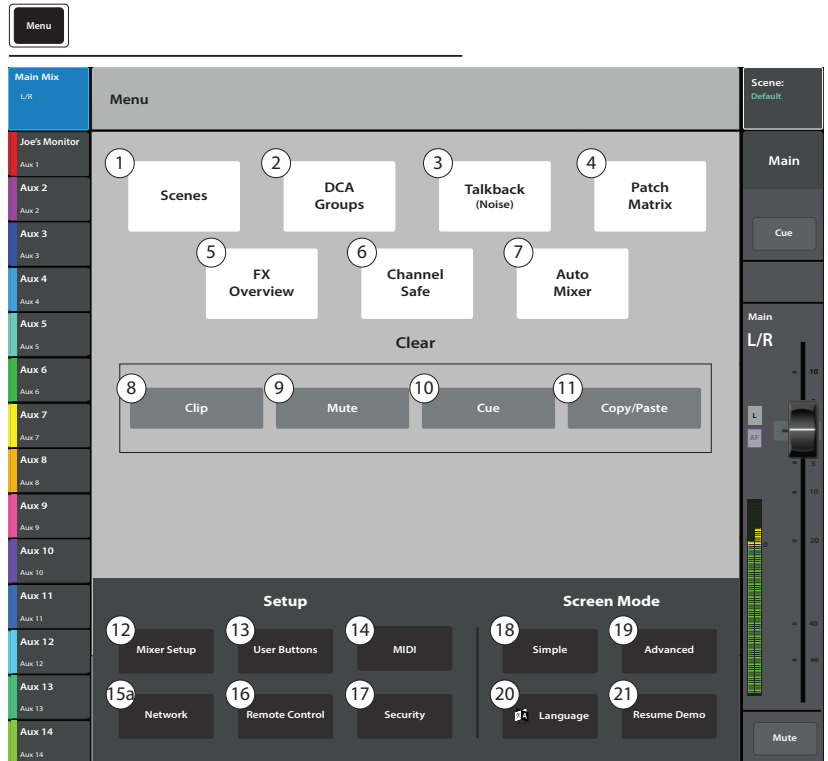 Menu
Main Mix
L/R
Menu
Scene:
Default
Joe's Monitor
Aux 1
Aux 2
Aux 2
Aux 3
Aux 3
Aux 4
Aux 4
Aux 5
Aux 5
Aux 6
Aux 6
Aux 7
Aux 7
Aux 8
Aux 8
Aux 9
Aux 9
Aux 10
Aux 10
Aux 11
Aux 11
Aux 12
Aux 12
Aux 13
Aux 13
Aux 14
Aux 14
1
Scenes
2
DCA
Groups
3
Talkback
(Noise)
4
Patch
Matrix
5
FX
Overview
6
Channel
Safe
7
Auto
Mixer
Clear
8
Clip
9
Mute
10
Cue
11
Copy/Paste
Setup
12
Mixer Setup
13
User Buttons
14
MIDI
15a
Network
16
Remote Control
17
Security
Screen Mode
18
Simple
19
Advanced
20
Language
21
Resume Demo
Main
Cue
Main
L/R
10
L
AF
5
10
20
40
Mute